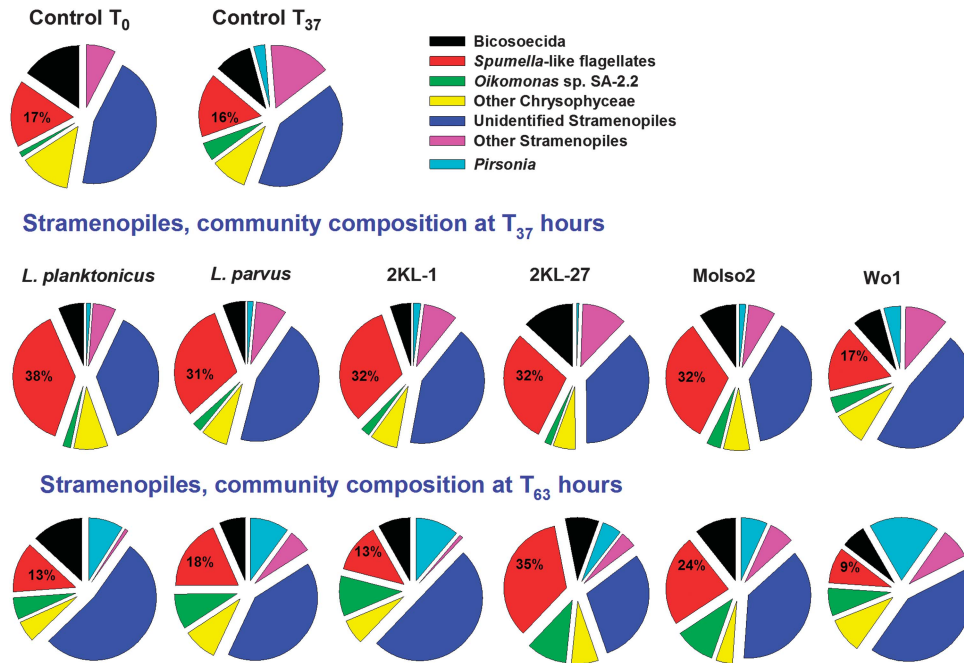 Control T0 Control T37
Bicosoecida
Spumella-like flagellates
Oikomonas sp. SA-2.2
Other Chrysophyceae
Unidentified Stramenopiles
Other Stramenopiles
Pirsonia
17% 16%
Stramenopiles, community composition at T37 hours
L. planktonicus L. parvus 2KL-1 2KL-27 Molso2 Wo1
38% 31% 32% 32% 32% 17%
Stramenopiles, community composition at T63 hours
13% 18% 13% 35% 24% 9%